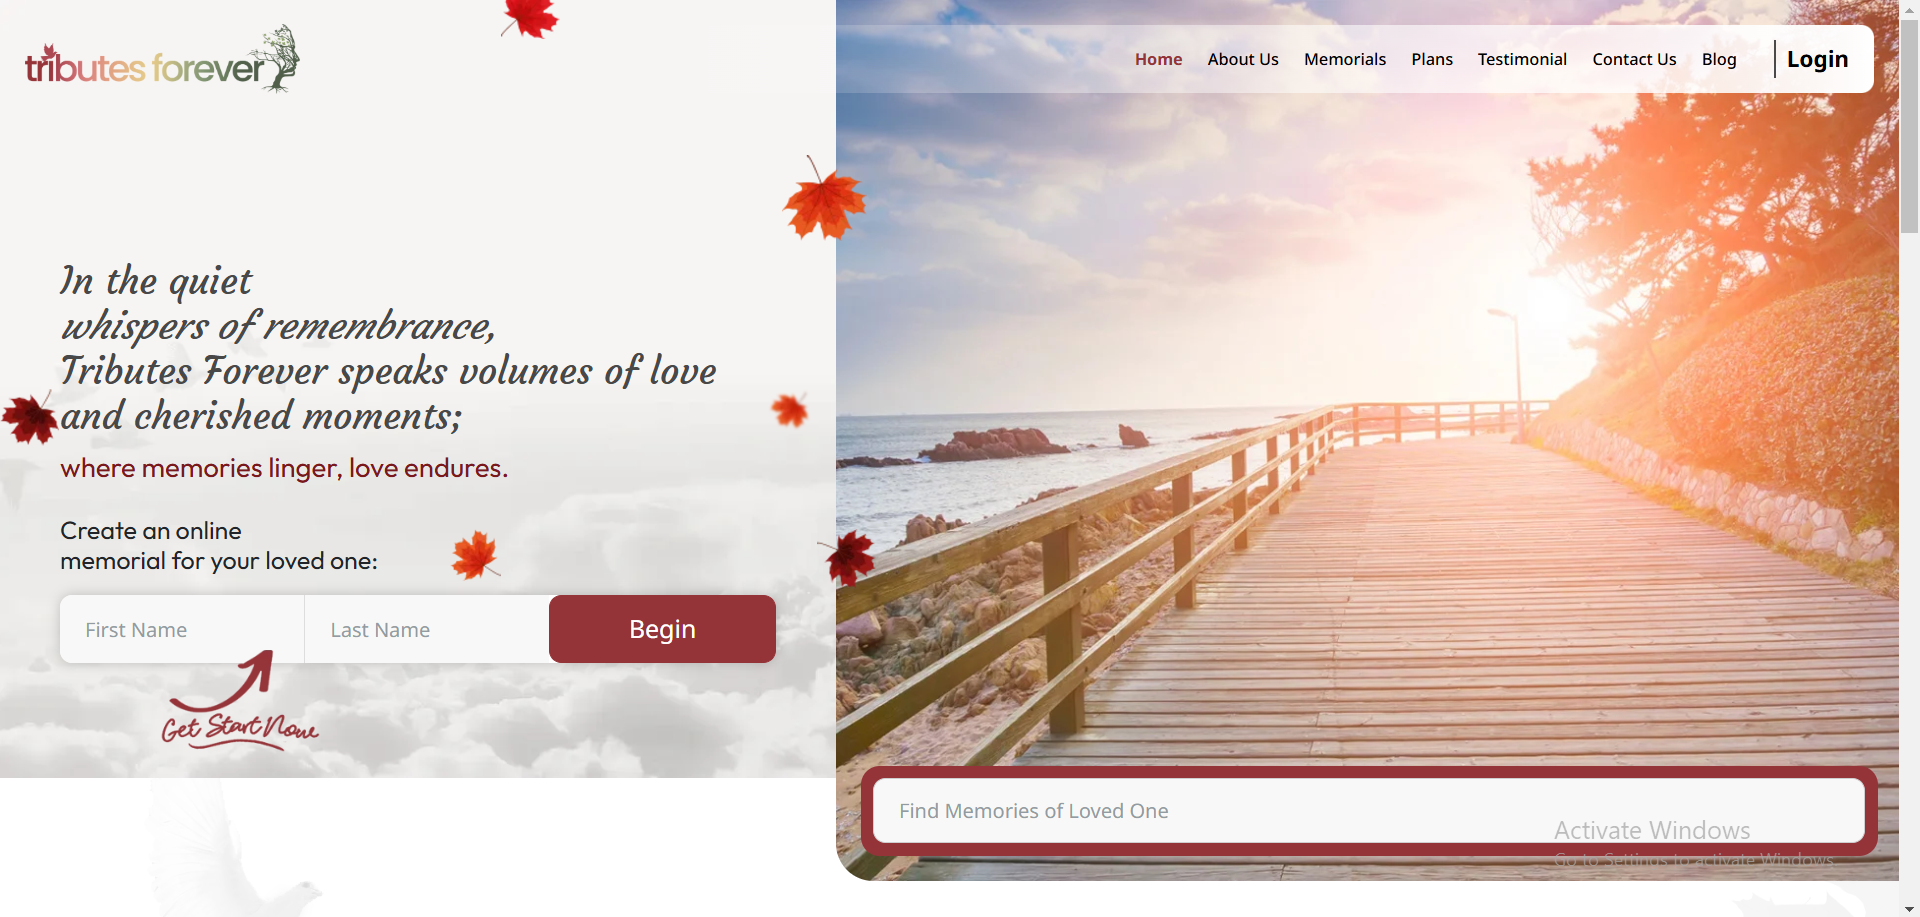 tributes forever
Home About Us Memorials Plans Testimonial Contact Us Blog Login
In the quiet
whispers of remembrance,
Tributes Forever speaks volumes of love
and cherished moments;
where memories linger, love endures.
Create an online
memorial for your loved one:
First Name Last Name Begin
Get Start Now
Find Memories of Loved One
Activate Windows
Go to Settings to activate Windows.